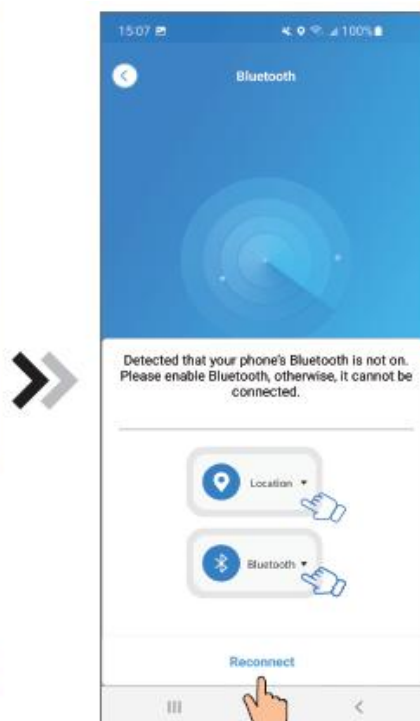 15:07 100%
Bluetooth
Detected that your phone's Bluetooth is not on.
Please enable Bluetooth, otherwise, it cannot be
connected.
Location
Bluetooth
Reconnect